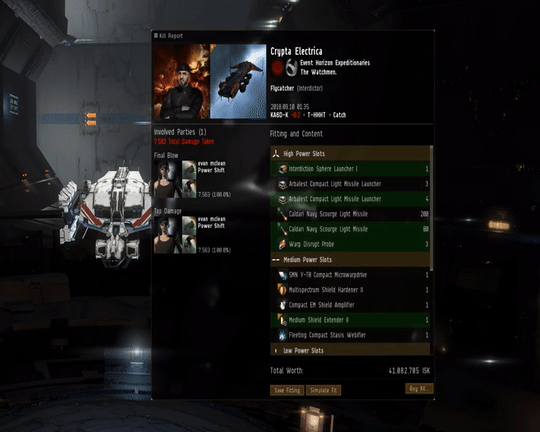 Kill Report
Crypta Electrica
Event Horizon Expeditionaries
The Watchmen.
Flycatcher (Interdictor)
2018.09.10 01:35
KA6D-K -0.2 < T-HHHT < Catch
Involved Parties (1)
7.563 Total Damage Taken
Final Blow
evan mclean
Power Shift
7.563 (100.0%)
Top Damage
evan mclean
Power Shift
7.563 (100.0%)
Fitting and Content
High Power Slots
Interdiction Sphere Launcher I 1
Arbalest Compact Light Missile Launcher 3
Arbalest Compact Light Missile Launcher 4
Caldari Navy Scourge Light Missile 200
Caldari Navy Scourge Light Missile 80
Warp Disrupt Probe 3
Medium Power Slots
5MN Y-T8 Compact Microwarpdrive 1
Multispectrum Shield Hardener II 1
Compact EM Shield Amplifier 1
Medium Shield Extender II 1
Fleeting Compact Stasis Webifier 1
Low Power Slots
Total Worth: 41,082,785 ISK
Save Fitting
Simulate Fit
Buy All